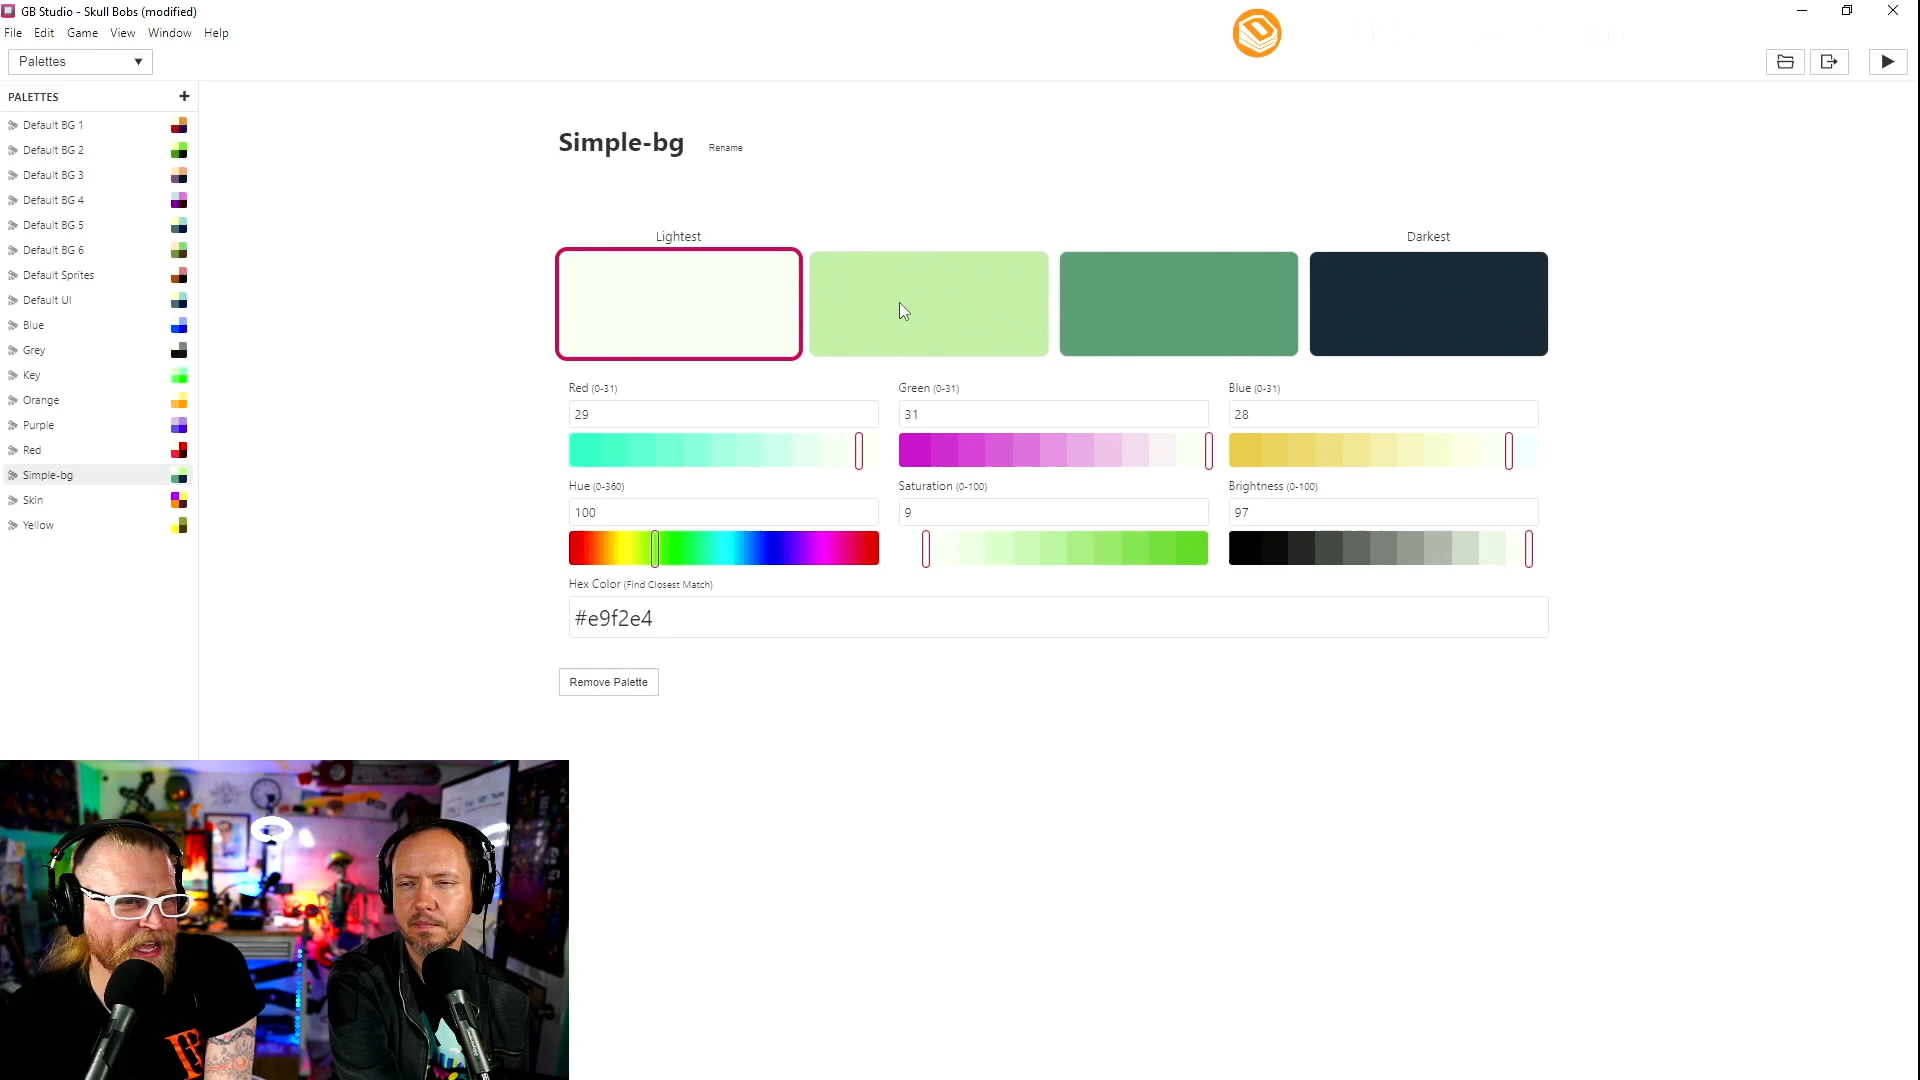 GB Studio - Skull Bobs (modified)
File Edit Game View Window Help
Palettes
PALETTES
Default BG 1
Default BG 2
Default BG 3
Default BG 4
Default BG 5
Default BG 6
Default Sprites
Default UI
Blue
Grey
Key
Orange
Purple
Red
Simple-bg
Skin
Yellow
Simple-bg Rename
Lightest Darkest
Red (0-31) Green (0-31) Blue (0-31)
29 31 28
Hue (0-360) Saturation (0-100) Brightness (0-100)
100 9 97
Hex Color (Find Closest Match)
#e9f2e4
Remove Palette